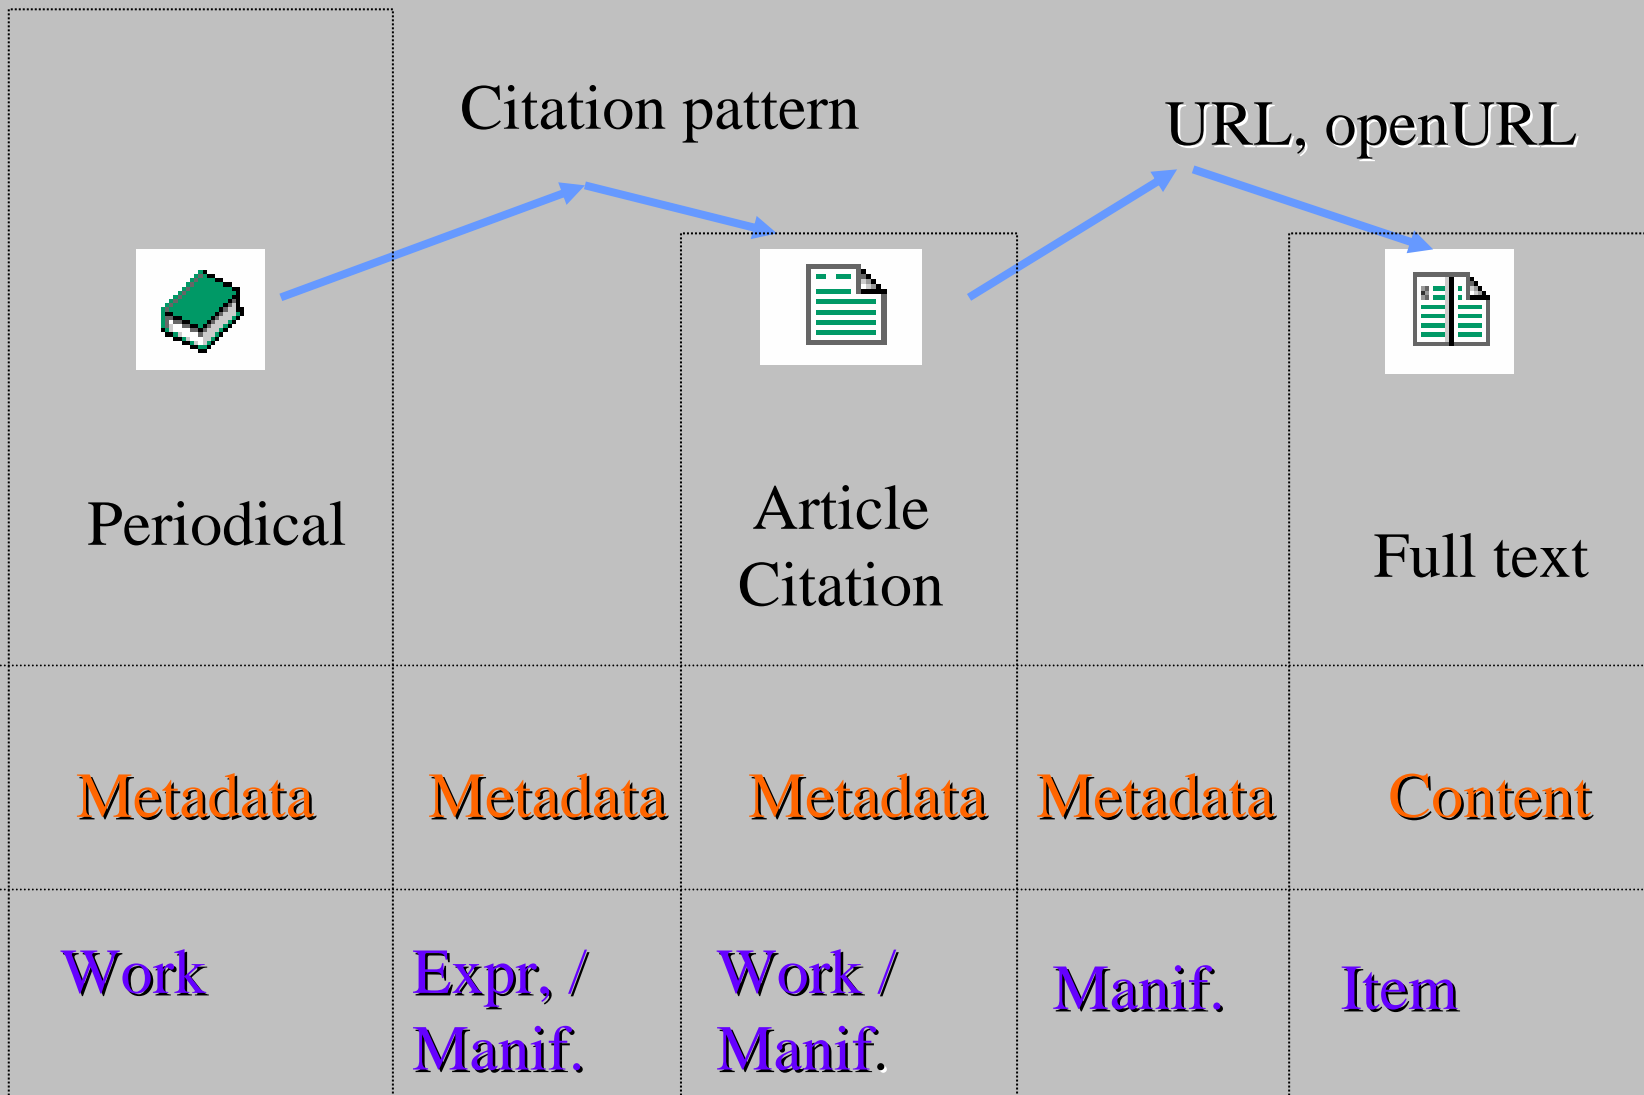 Citation pattern
URL, openURL
Periodical
Article
Citation
Full text
Metadata
Metadata
Metadata
Metadata
Content
Work
Expr, /
Manif.
Work /
Manif.
Manif.
Item